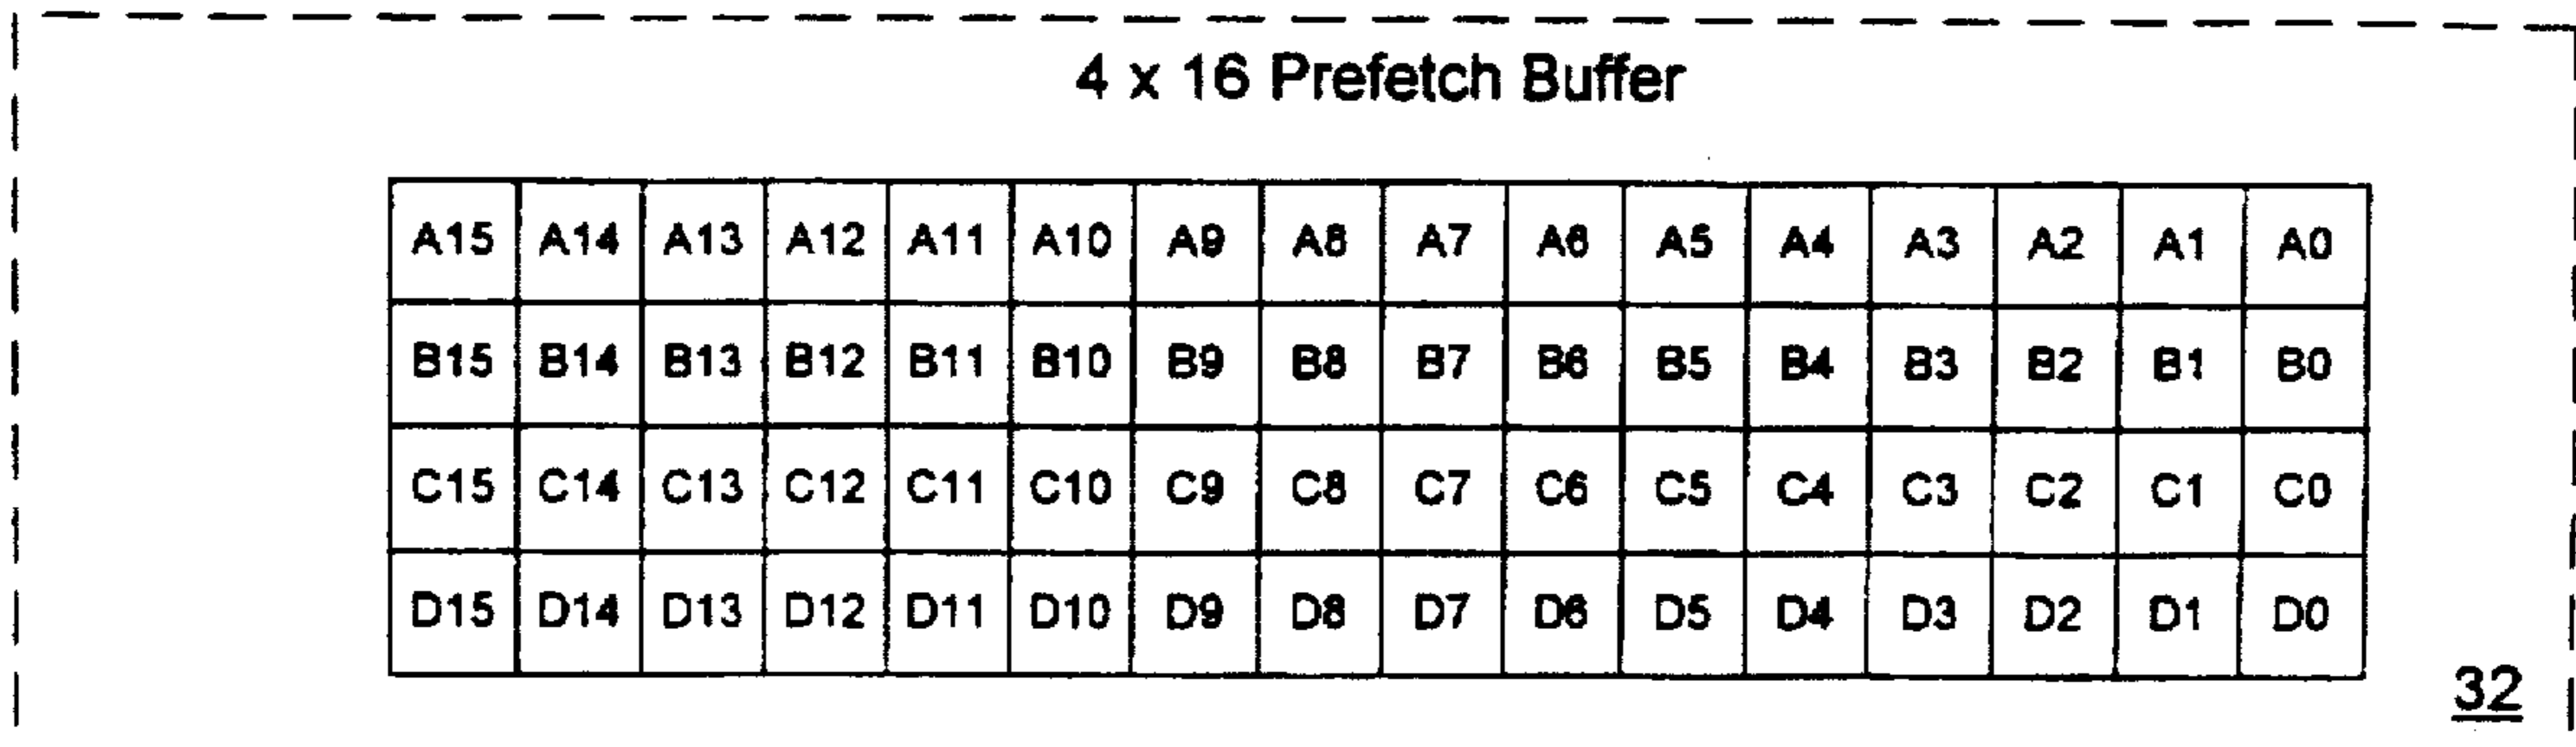 4 x 16 Prefetch Buffer
A15 A14 A13 A12 A11 A10 A9 A8 A7 A6 A5 A4 A3 A2 A1 A0
B15 B14 B13 B12 B11 B10 B9 B8 B7 B6 B5 B4 B3 B2 B1 B0
C15 C14 C13 C12 C11 C10 C9 C8 C7 C6 C5 C4 C3 C2 C1 C0
D15 D14 D13 D12 D11 D10 D9 D8 D7 D6 D5 D4 D3 D2 D1 D0
32